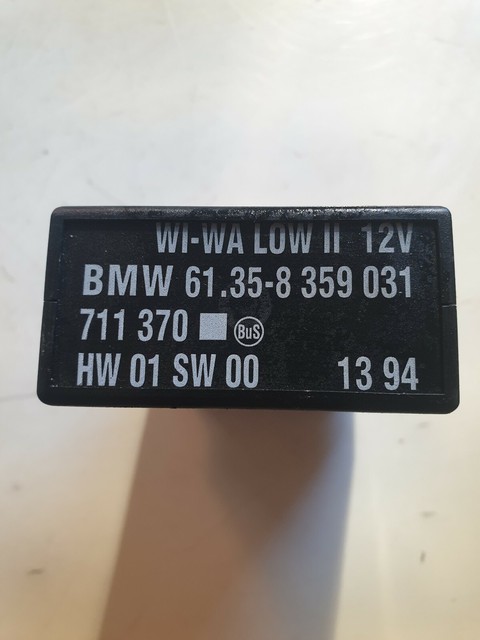 WI-WA LOW II 12V
BMW 61.35-8 359 031
711 370 BuS
HW 01 SW 00 13 94